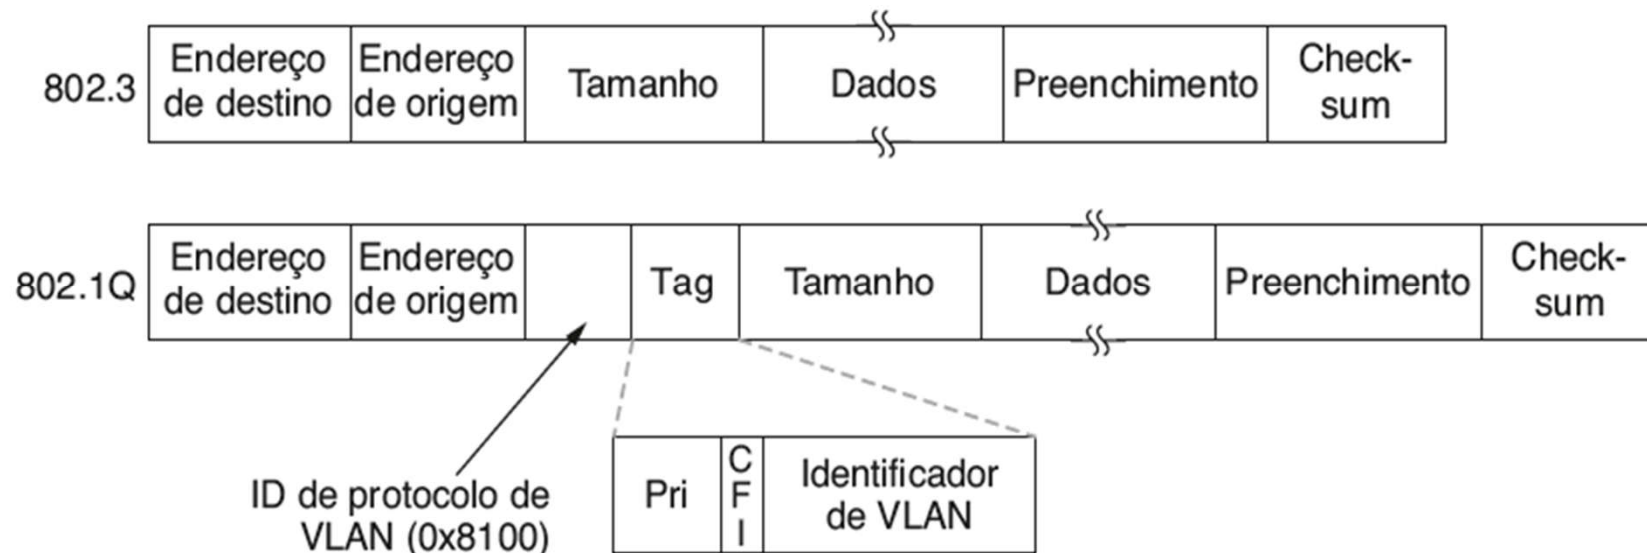 802.3
Endereço
de destino
Endereço
de origem
Tamanho
Dados
Preenchimento
Check-
sum
802.1Q
Endereço
de destino
Endereço
de origem
Tag
Tamanho
Dados
Preenchimento
Check-
sum
ID de protocolo de
VLAN (0x8100)
Pri
C
F
I
Identificador
de VLAN